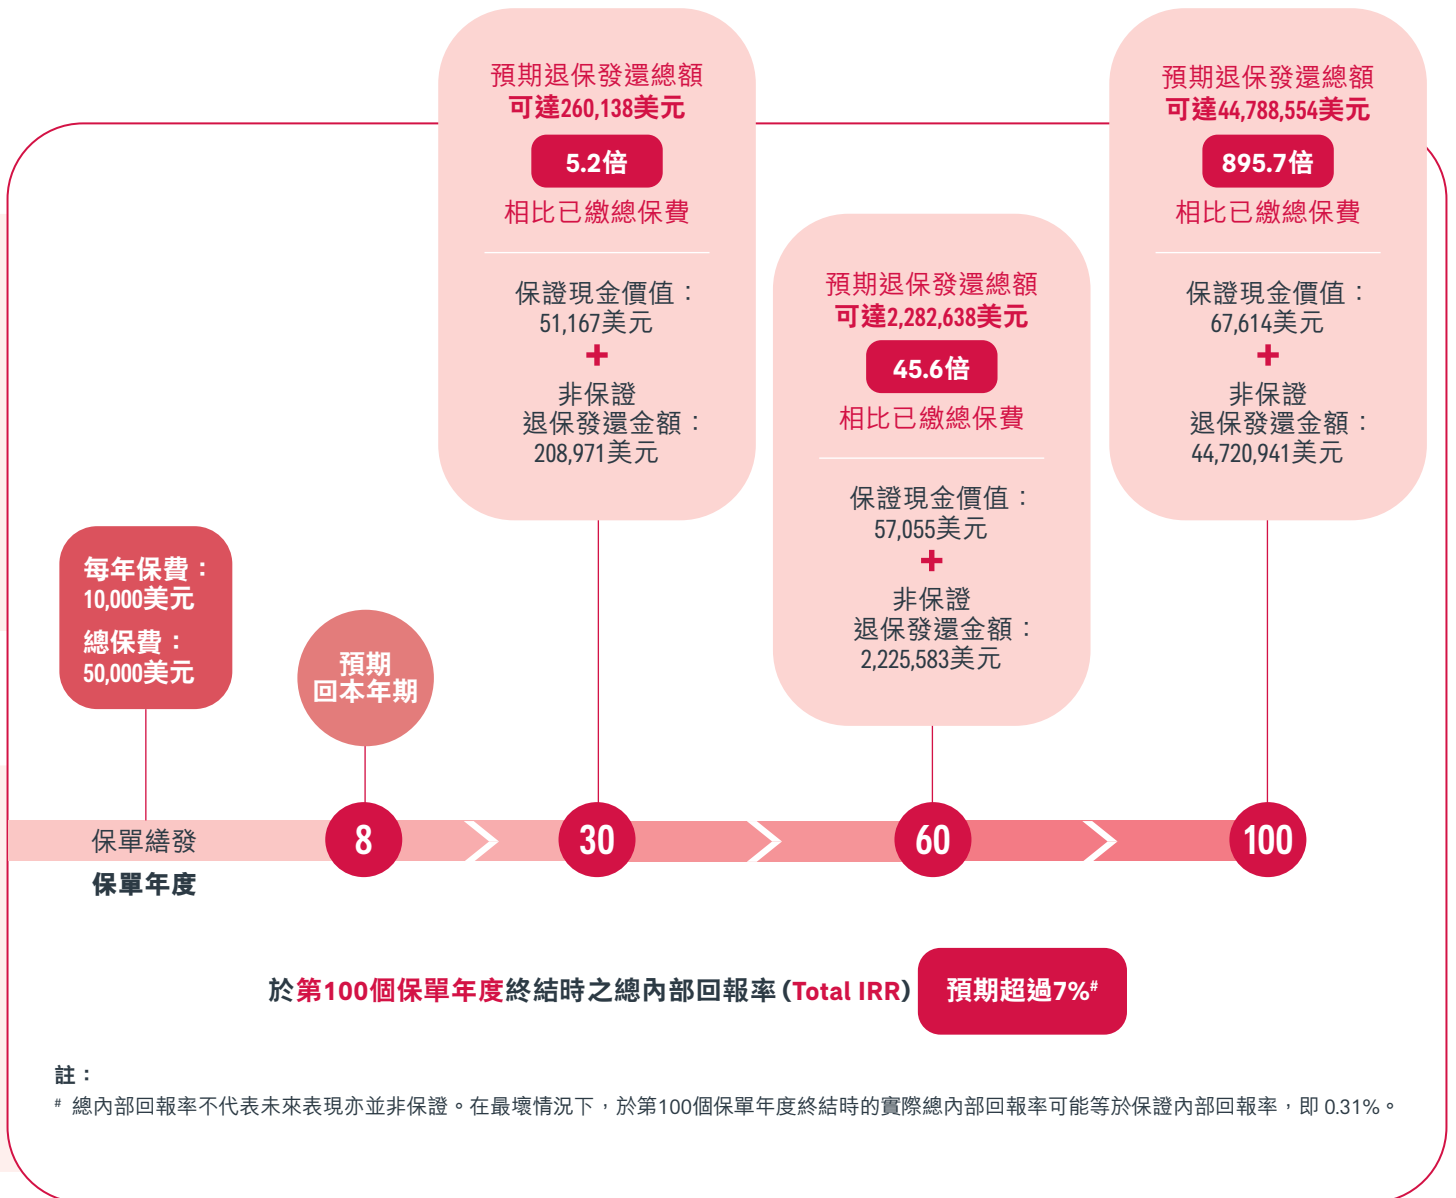 預期退保發還總額
可達260,138美元
5.2倍
相比已繳總保費
保證現金價值：
51,167美元
+
非保證
退保發還金額：
208,971美元
預期退保發還總額
可達2,282,638美元
45.6倍
相比已繳總保費
保證現金價值：
57,055美元
+
非保證
退保發還金額：
2,225,583美元
預期退保發還總額
可達44,788,554美元
895.7倍
相比已繳總保費
保證現金價值：
67,614美元
+
非保證
退保發還金額：
44,720,941美元
每年保費：
10,000美元
總保費：
50,000美元
預期
回本年期
保單繕發
8
30
60
100
保單年度
於第100個保單年度終結時之總內部回報率 (Total IRR) 預期超過7%#
註：
# 總內部回報率不代表未來表現亦並非保證。在最壞情況下，於第100個保單年度終結時的實際總內部回報率可能等於保證內部回報率，即 0.31%。